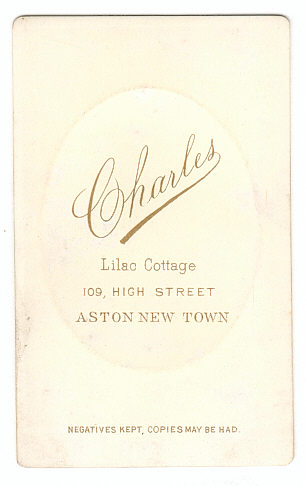 Charles
Lilac Cottage
109, HIGH STREET
ASTON NEW TOWN
NEGATIVES KEPT, COPIES MAY BE HAD.